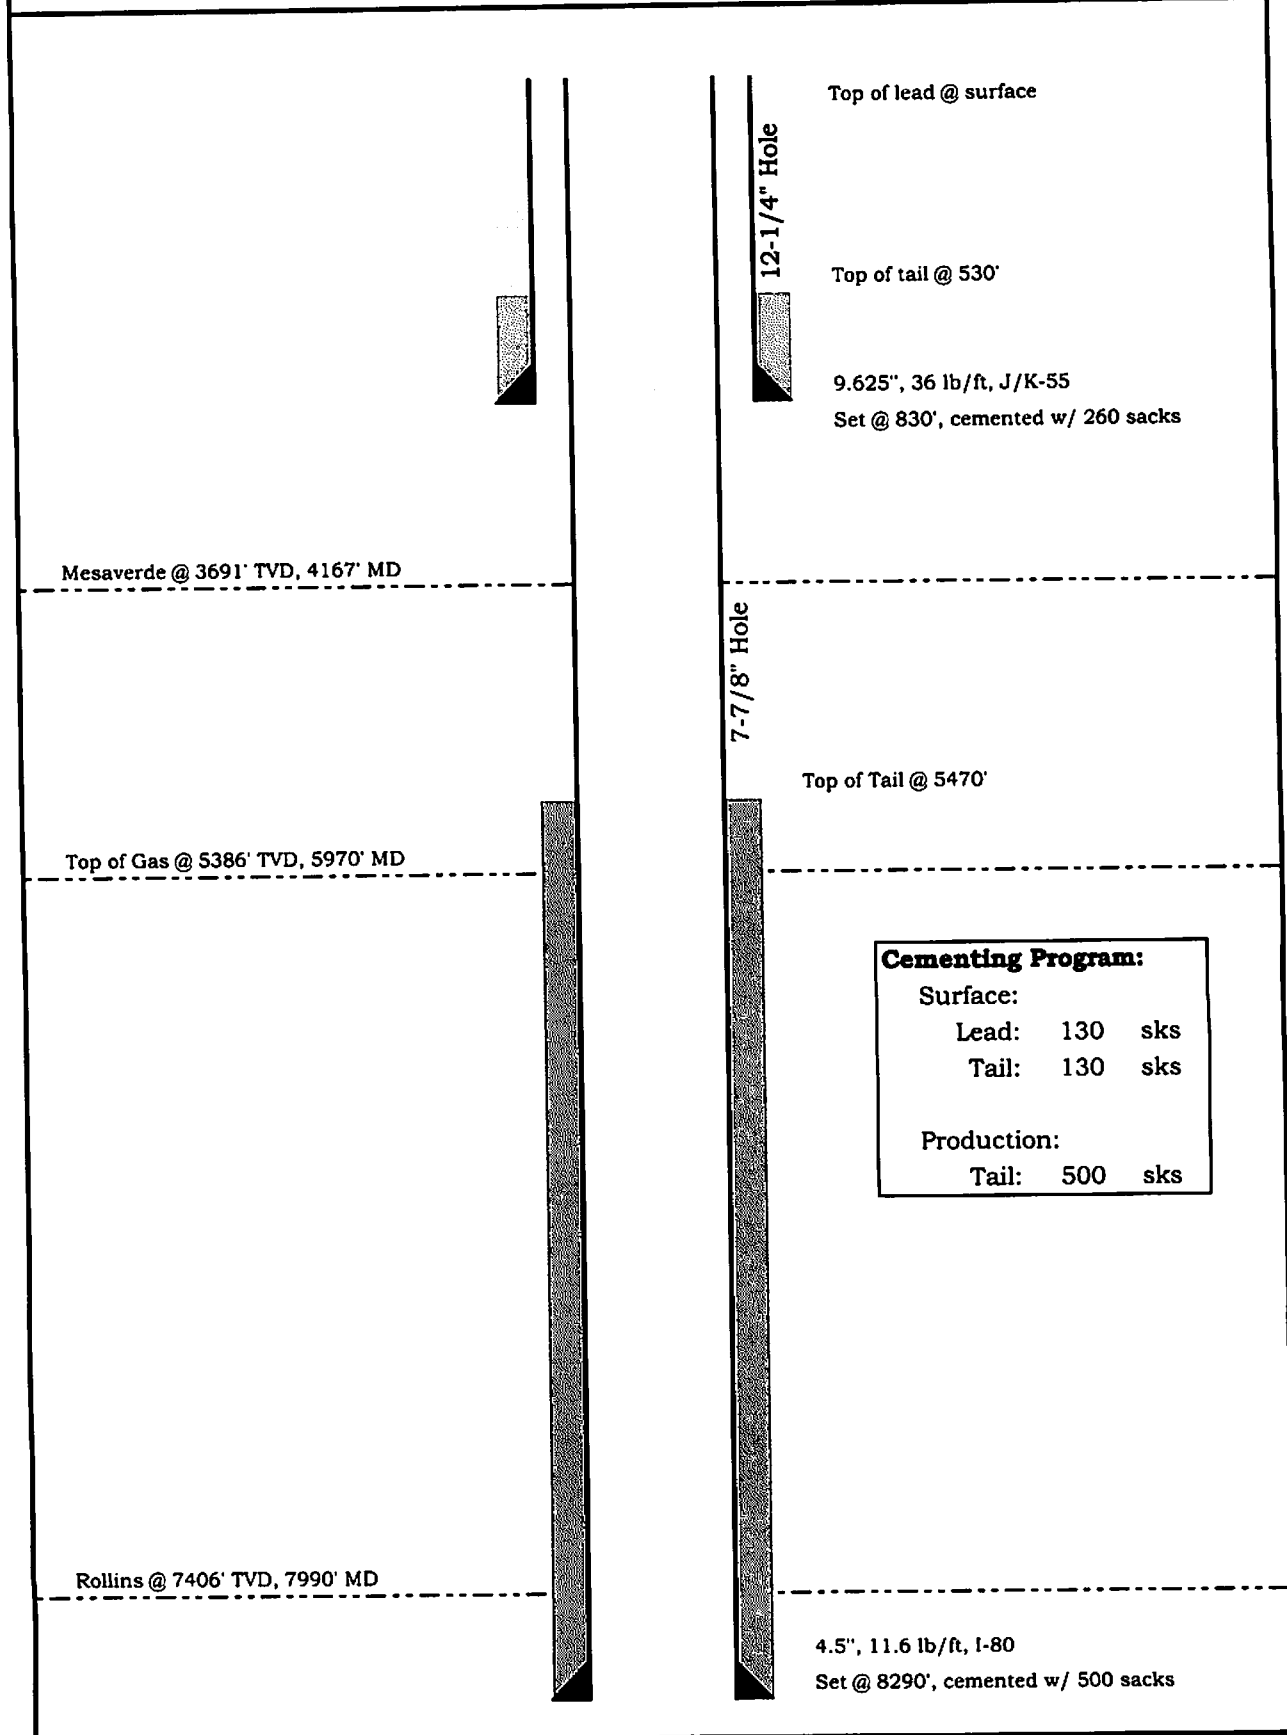 Top of lead @ surface
12-1/4" Hole
Top of tail @ 530'
9.625", 36 lb/ft, J/K-55
Set @ 830', cemented w/ 260 sacks
Mesaverde @ 3691' TVD, 4167' MD
7-7/8" Hole
Top of Tail @ 5470'
Top of Gas @ 5386' TVD, 5970' MD
Cementing Program:
Surface:
Lead: 130 sks
Tail: 130 sks
Production:
Tail: 500 sks
Rollins @ 7406' TVD, 7990' MD
4.5", 11.6 lb/ft, I-80
Set @ 8290', cemented w/ 500 sacks